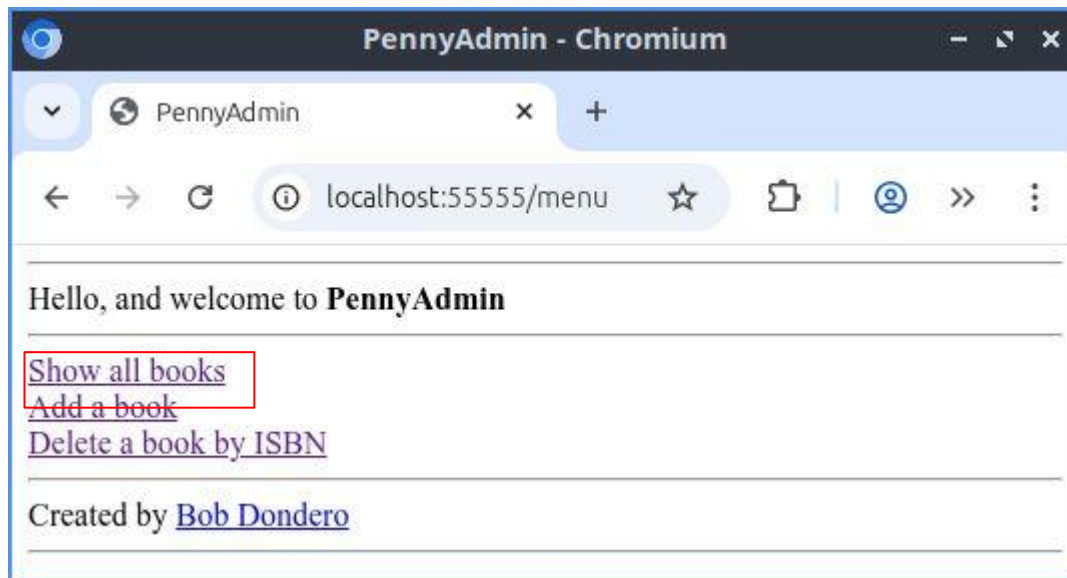 PennyAdmin - Chromium
PennyAdmin
localhost:55555/menu
Hello, and welcome to PennyAdmin
Show all books
Add a book
Delete a book by ISBN
Created by Bob Dondero